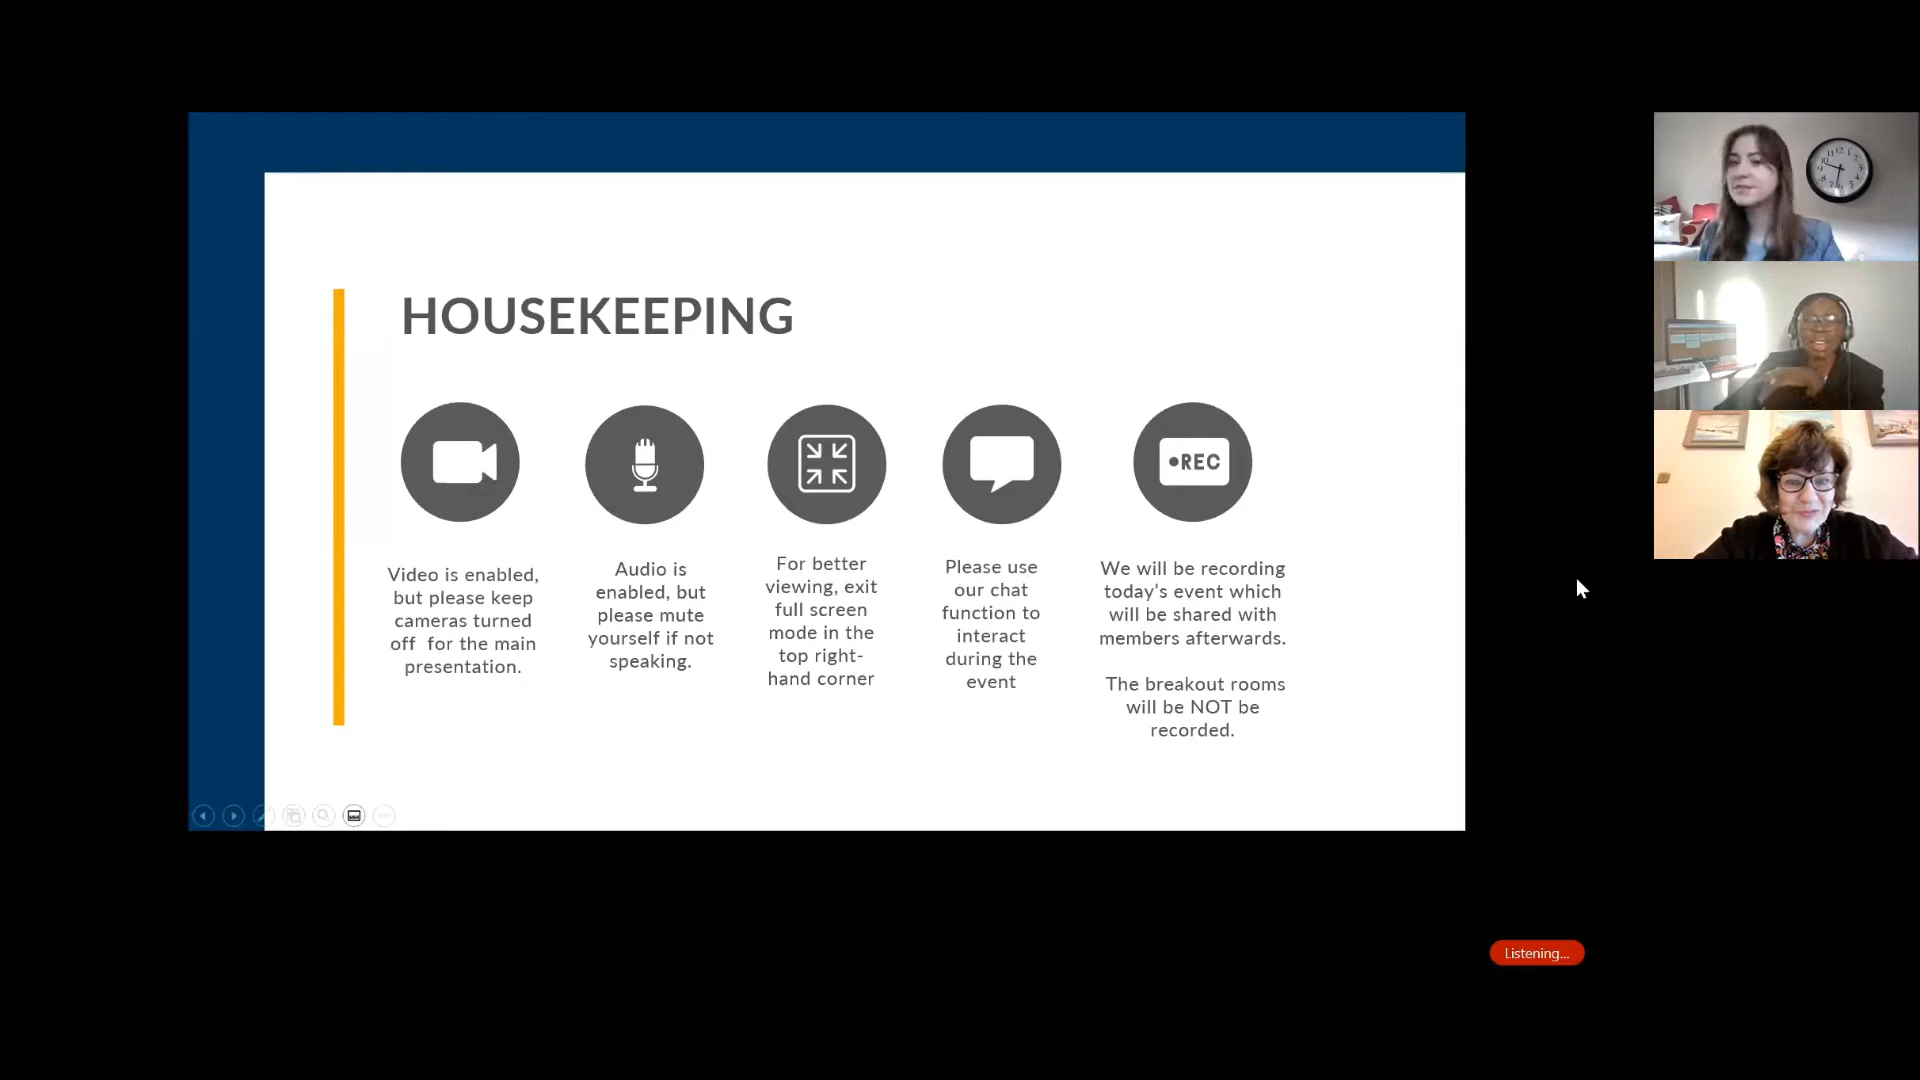 HOUSEKEEPING
•REC
Video is enabled,
but please keep
cameras turned
off  for the main
presentation.
Audio is
enabled, but
please mute
yourself if not
speaking.
For better
viewing, exit
full screen
mode in the
top right-
hand corner
Please use
our chat
function to
interact
during the
event
We will be recording
today’s event which
will be shared with
members afterwards.
The breakout rooms
will be NOT be
recorded.
Listening...